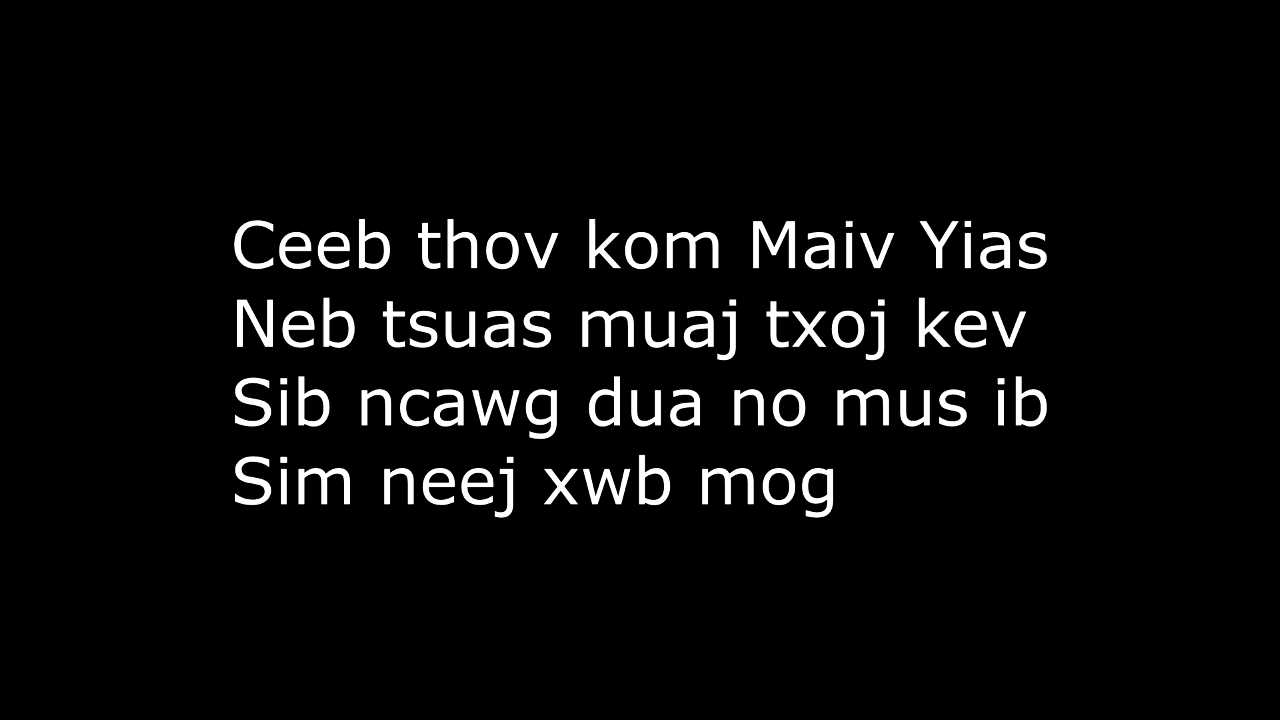 Ceeb thov kom Maiv Yias
Neb tsuas muaj txoj kev
Sib ncawg dua no mus ib
Sim neej xwb mog